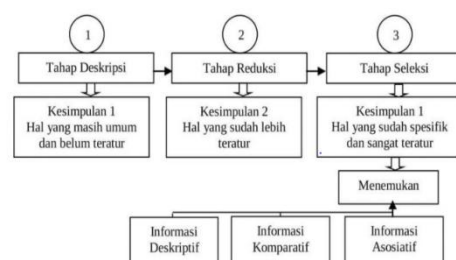 1
2
3
Tahap Deskripsi
Tahap Reduksi
Tahap Seleksi
Kesimpulan 1
Hal yang masih umum
dan belum teratur
Kesimpulan 2
Hal yang sudah lebih
teratur
Kesimpulan 1
Hal yang sudah spesifik
dan sangat teratur
Menemukan
Informasi
Deskriptif
Informasi
Komparatif
Informasi
Asosiatif